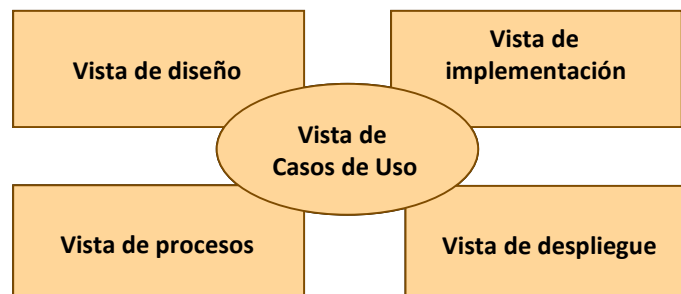 Vista de diseño
Vista de
implementación
Vista de
Casos de Uso
Vista de procesos
Vista de despliegue